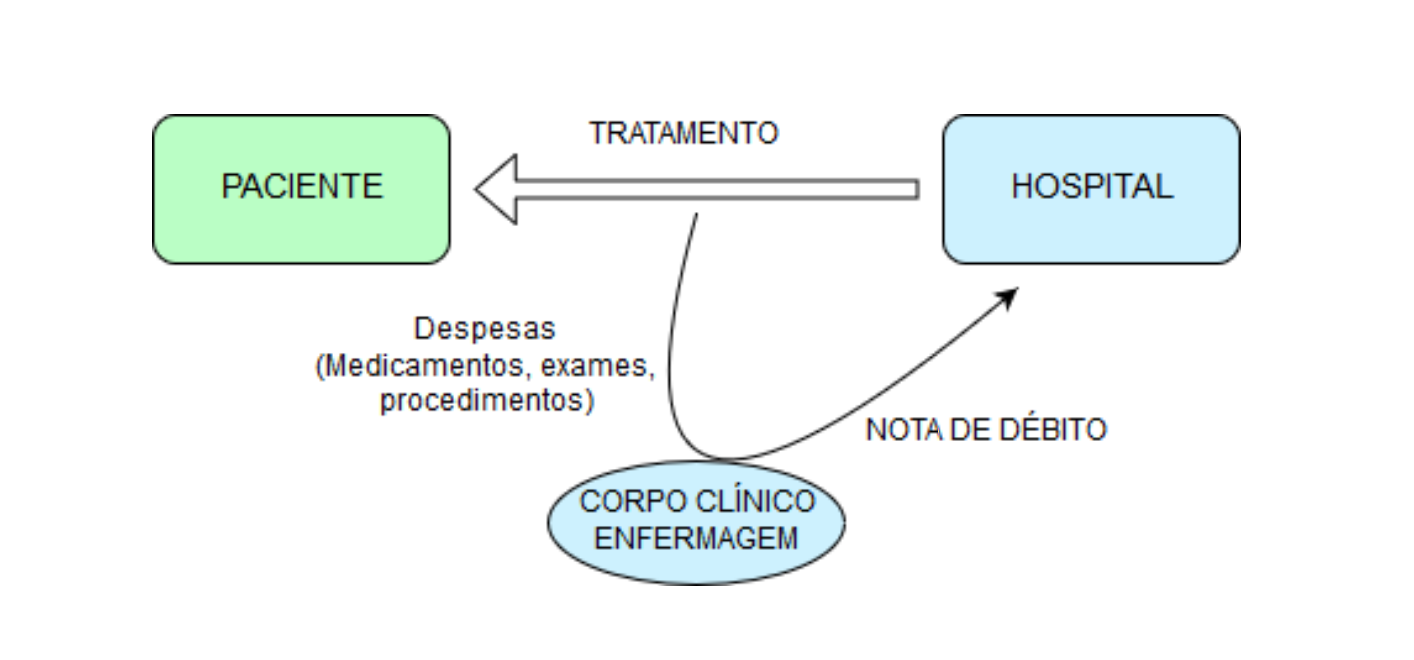 TRATAMENTO
PACIENTE
HOSPITAL
Despesas
(Medicamentos, exames,
procedimentos)
NOTA DE DÉBITO
CORPO CLÍNICO
ENFERMAGEM